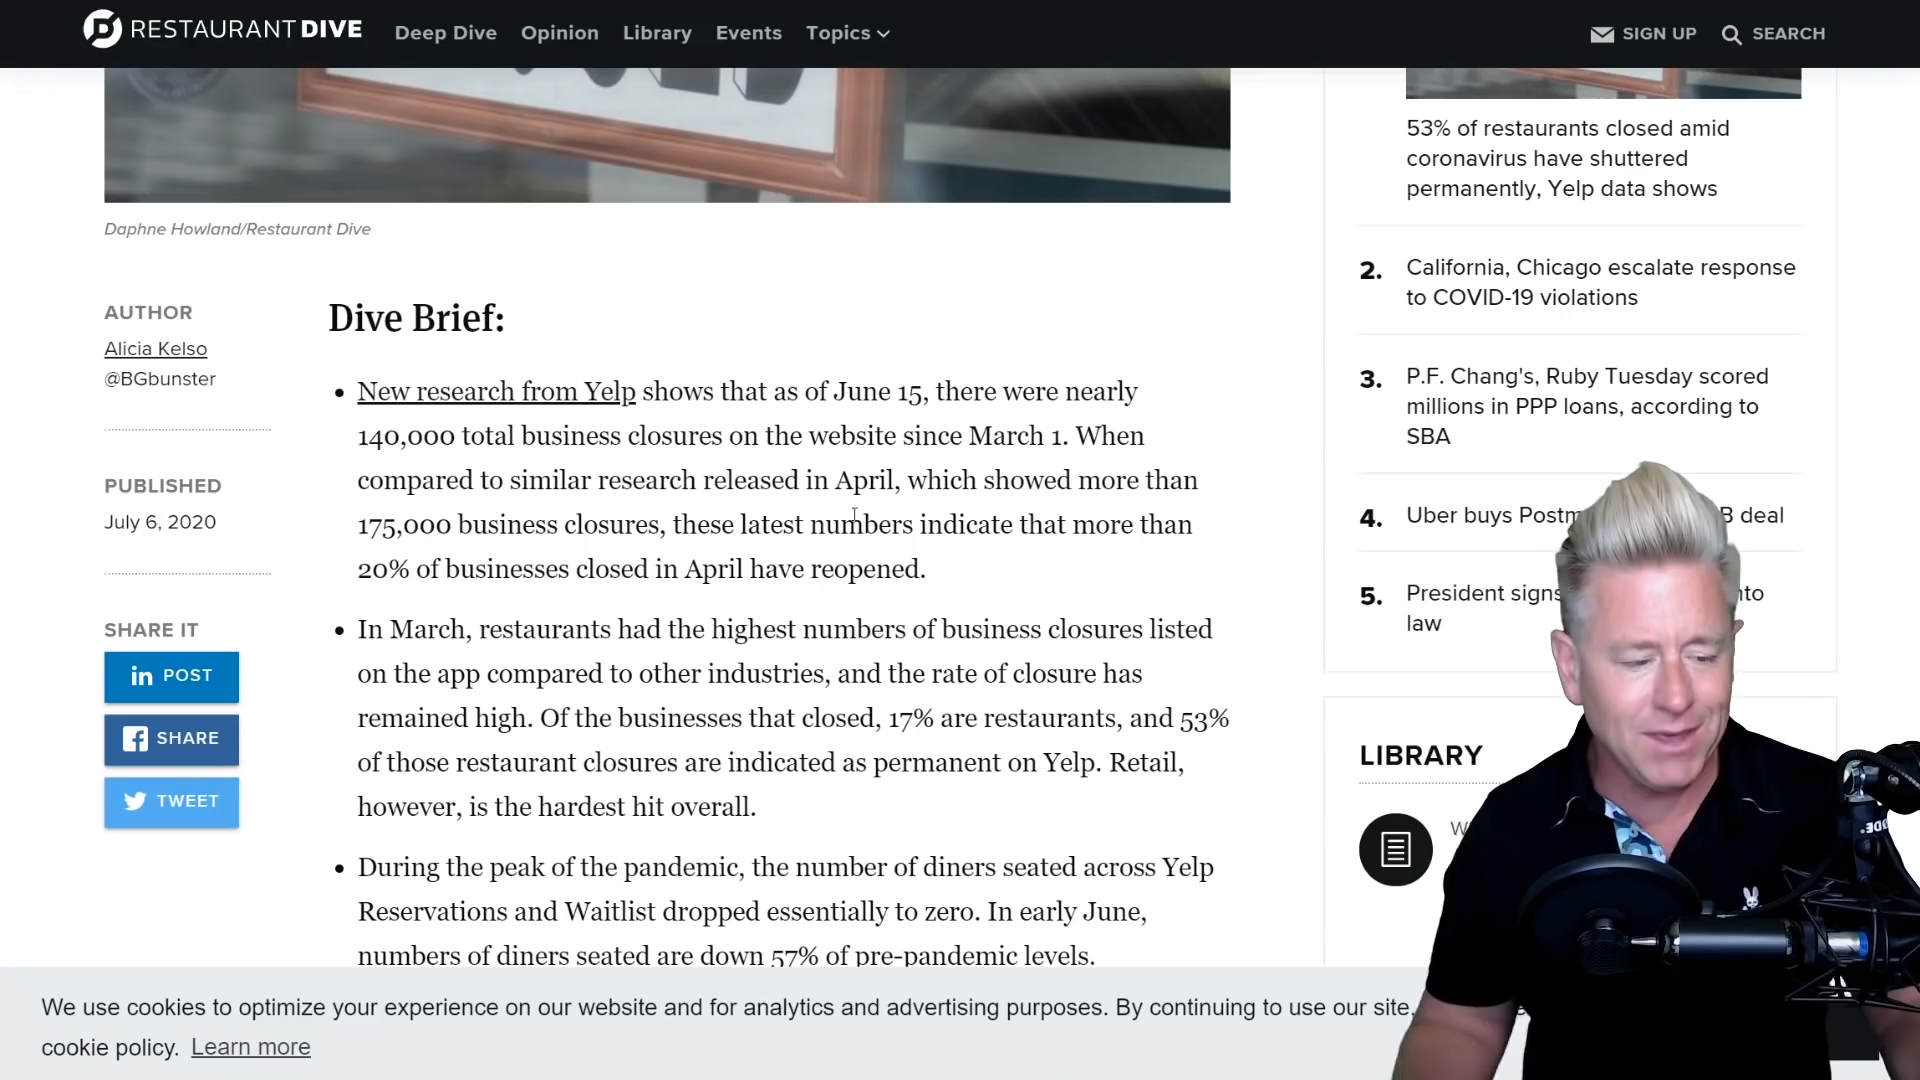 RESTAURANT DIVE
Deep Dive Opinion Library Events Topics
SIGN UP SEARCH
Daphne Howland/Restaurant Dive
AUTHOR
Alicia Kelso
@BGbunster
PUBLISHED
July 6, 2020
SHARE IT
in POST
SHARE
TWEET
Dive Brief:
• New research from Yelp shows that as of June 15, there were nearly
140,000 total business closures on the website since March 1. When
compared to similar research released in April, which showed more than
175,000 business closures, these latest numbers indicate that more than
20% of businesses closed in April have reopened.
• In March, restaurants had the highest numbers of business closures listed
on the app compared to other industries, and the rate of closure has
remained high. Of the businesses that closed, 17% are restaurants, and 53%
of those restaurant closures are indicated as permanent on Yelp. Retail,
however, is the hardest hit overall.
• During the peak of the pandemic, the number of diners seated across Yelp
Reservations and Waitlist dropped essentially to zero. In early June,
numbers of diners seated are down 57% of pre-pandemic levels.
53% of restaurants closed amid
coronavirus have shuttered
permanently, Yelp data shows
2. California, Chicago escalate response
to COVID-19 violations
3. P.F. Chang's, Ruby Tuesday scored
millions in PPP loans, according to
SBA
4. Uber buys B deal
5. President signs
law
LIBRARY
We use cookies to optimize your experience on our website and for analytics and advertising purposes. By continuing to use our site,
cookie policy. Learn more